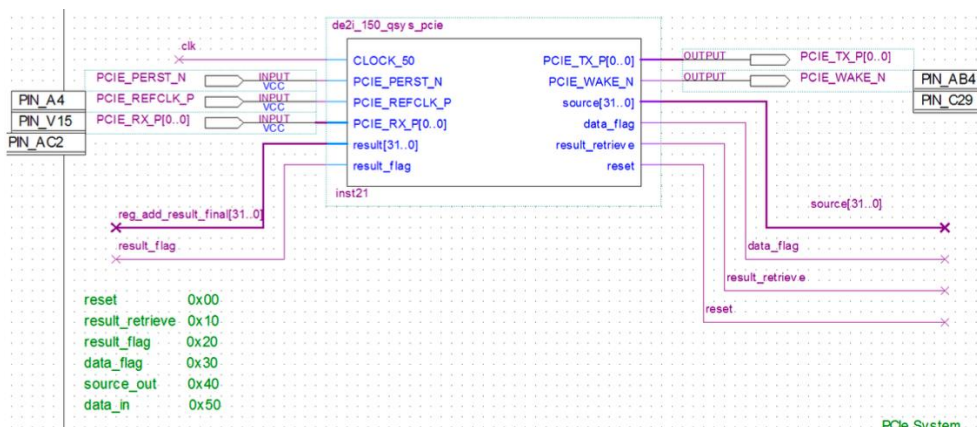 de2i_150_qsys_pcie
clk
CLOCK_50
PCIE_TX_P[0..0]
OUTPUT
PCIE_TX_P[0..0]
PCIE_PERST_N
INPUT
VCC
PCIE_PERST_N
PCIE_WAKE_N
OUTPUT
PCIE_WAKE_N
PIN_AB4
PIN_A4
PCIE_REFCLK_P
INPUT
VCC
PCIE_REFCLK_P
source[31..0]
PIN_C29
PIN_V15
PCIE_RX_P[0..0]
INPUT
VCC
PCIE_RX_P[0..0]
data_flag
PIN_AC2
result[31..0]
result_retrieve
result_flag
reset
inst21
reg_add_result_final[31..0]
source[31..0]
result_flag
data_flag
result_retrieve
reset
reset 0x00
result_retrieve 0x10
result_flag 0x20
data_flag 0x30
source_out 0x40
data_in 0x50
PCIe System